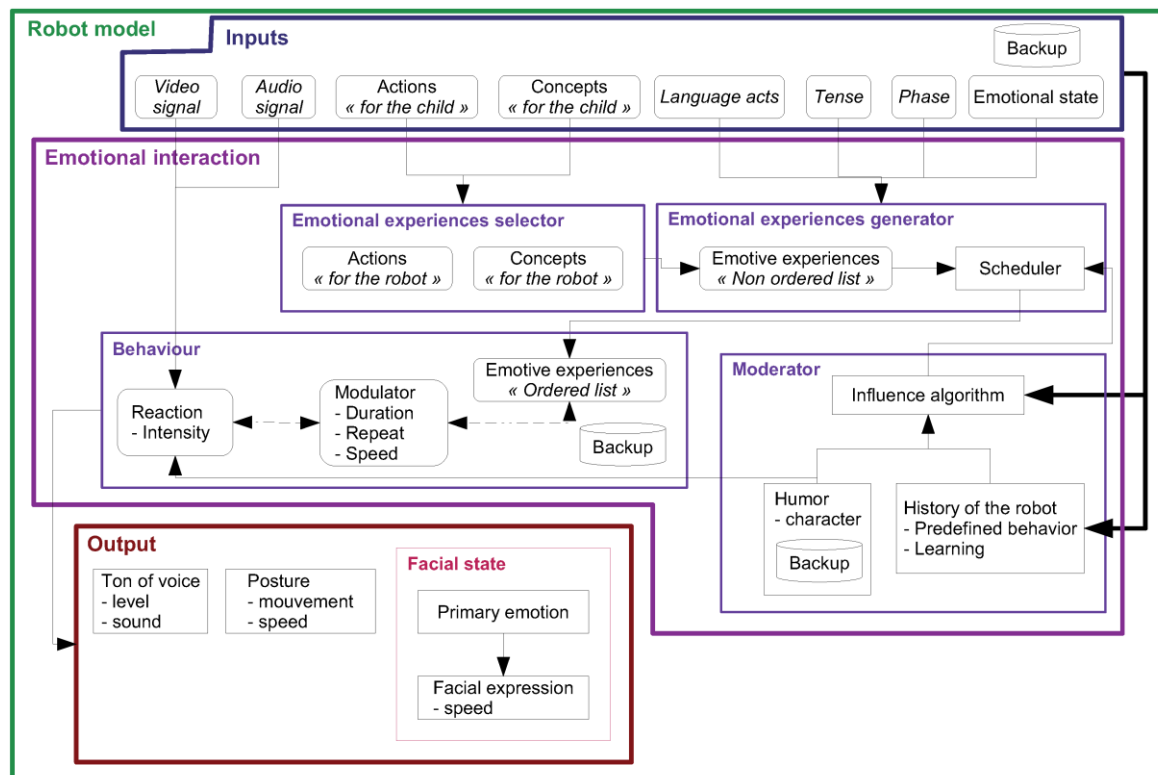 Robot model
Inputs
Backup
Video
signal
Audio
signal
Actions
« for the child »
Concepts
« for the child »
Language acts
Tense
Phase
Emotional state
Emotional interaction
Emotional experiences selector
Actions
« for the robot »
Concepts
« for the robot »
Emotional experiences generator
Emotive experiences
« Non ordered list »
Scheduler
Behaviour
Reaction
- Intensity
Modulator
- Duration
- Repeat
- Speed
Emotive experiences
« Ordered list »
Backup
Moderator
Influence algorithm
Humor
- character
Backup
History of the robot
- Predefined behavior
- Learning
Output
Ton of voice
- level
- sound
Posture
- mouvement
- speed
Facial state
Primary emotion
Facial expression
- speed